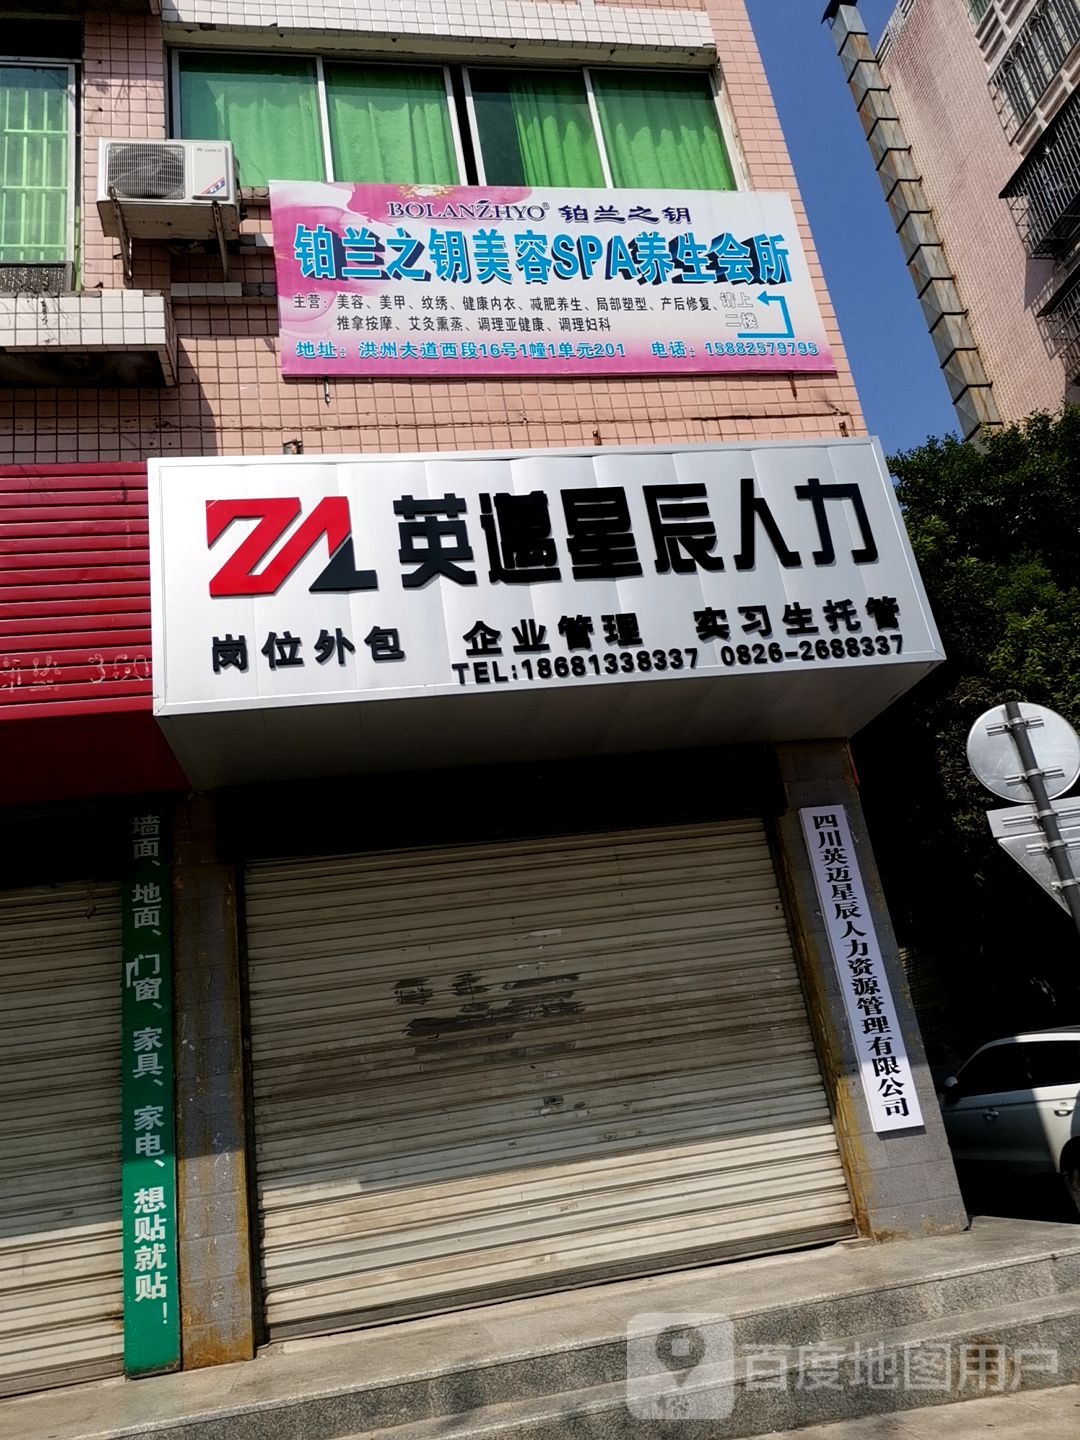 GREE
BOLANZHYO® 铂兰之钥
铂兰之钥美容SPA养生会所
主营：美容、美甲、纹绣、健康内衣、减肥养生、局部塑型、产后修复、
推拿按摩、艾灸熏蒸、调理亚健康、调理妇科
请上
二楼
地址：洪州大道西段16号1幢1单元201 电话：15882579795
英邁星辰人力
岗位外包 企业管理 实习生托管
TEL:18681338337 0826-2688337
360
墙面、地面、门窗、家具、家电、想贴就贴！
四川英迈星辰人力资源管理有限公司
百度地图用户